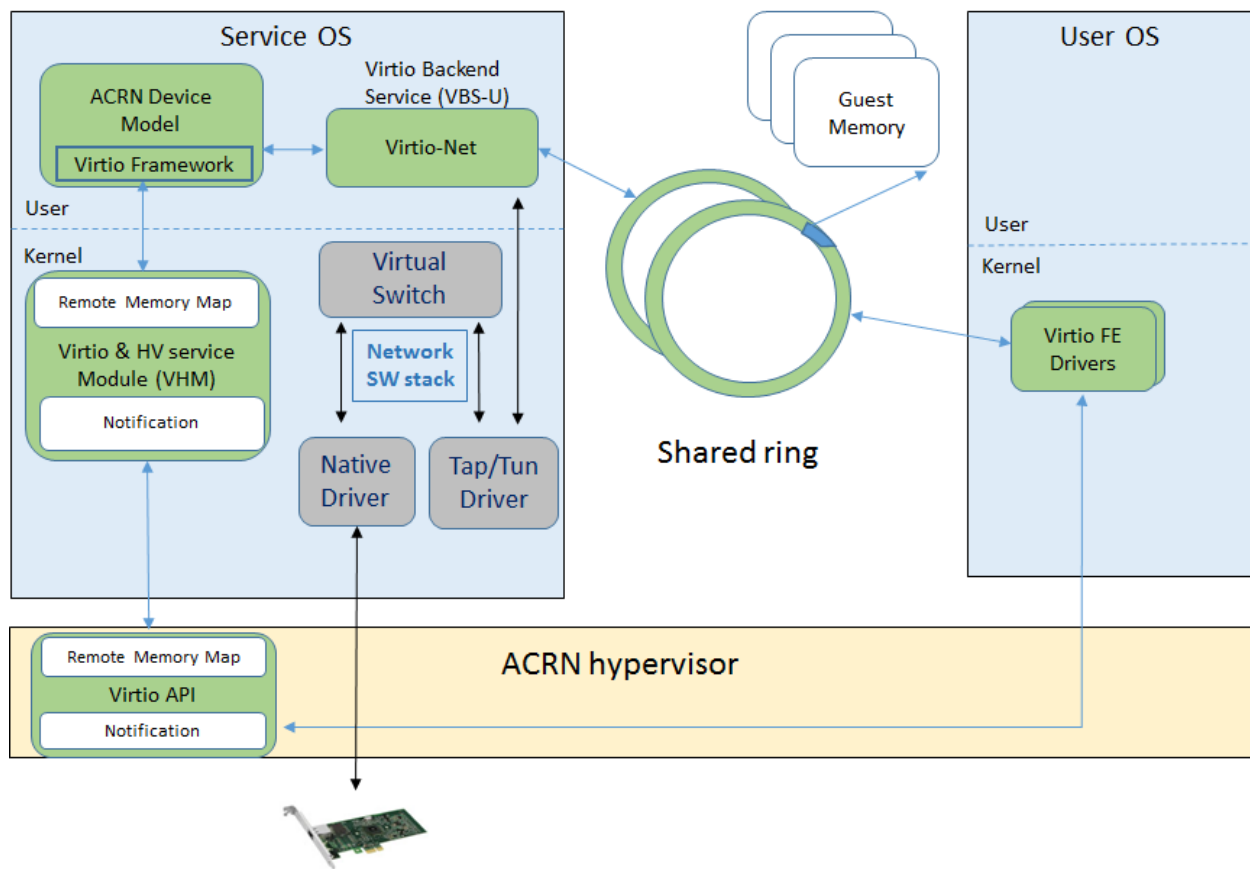 Service OS
ACRN Device
Model
Virtio Framework
Virtio Backend
Service (VBS-U)
Virtio-Net
User
Kernel
Remote Memory Map
Virtio & HV service
Module (VHM)
Notification
Virtual
Switch
Network
SW stack
Native
Driver
Tap/Tun
Driver
Guest
Memory
Shared ring
User OS
User
Kernel
Virtio FE
Drivers
ACRN hypervisor
Remote Memory Map
Virtio API
Notification